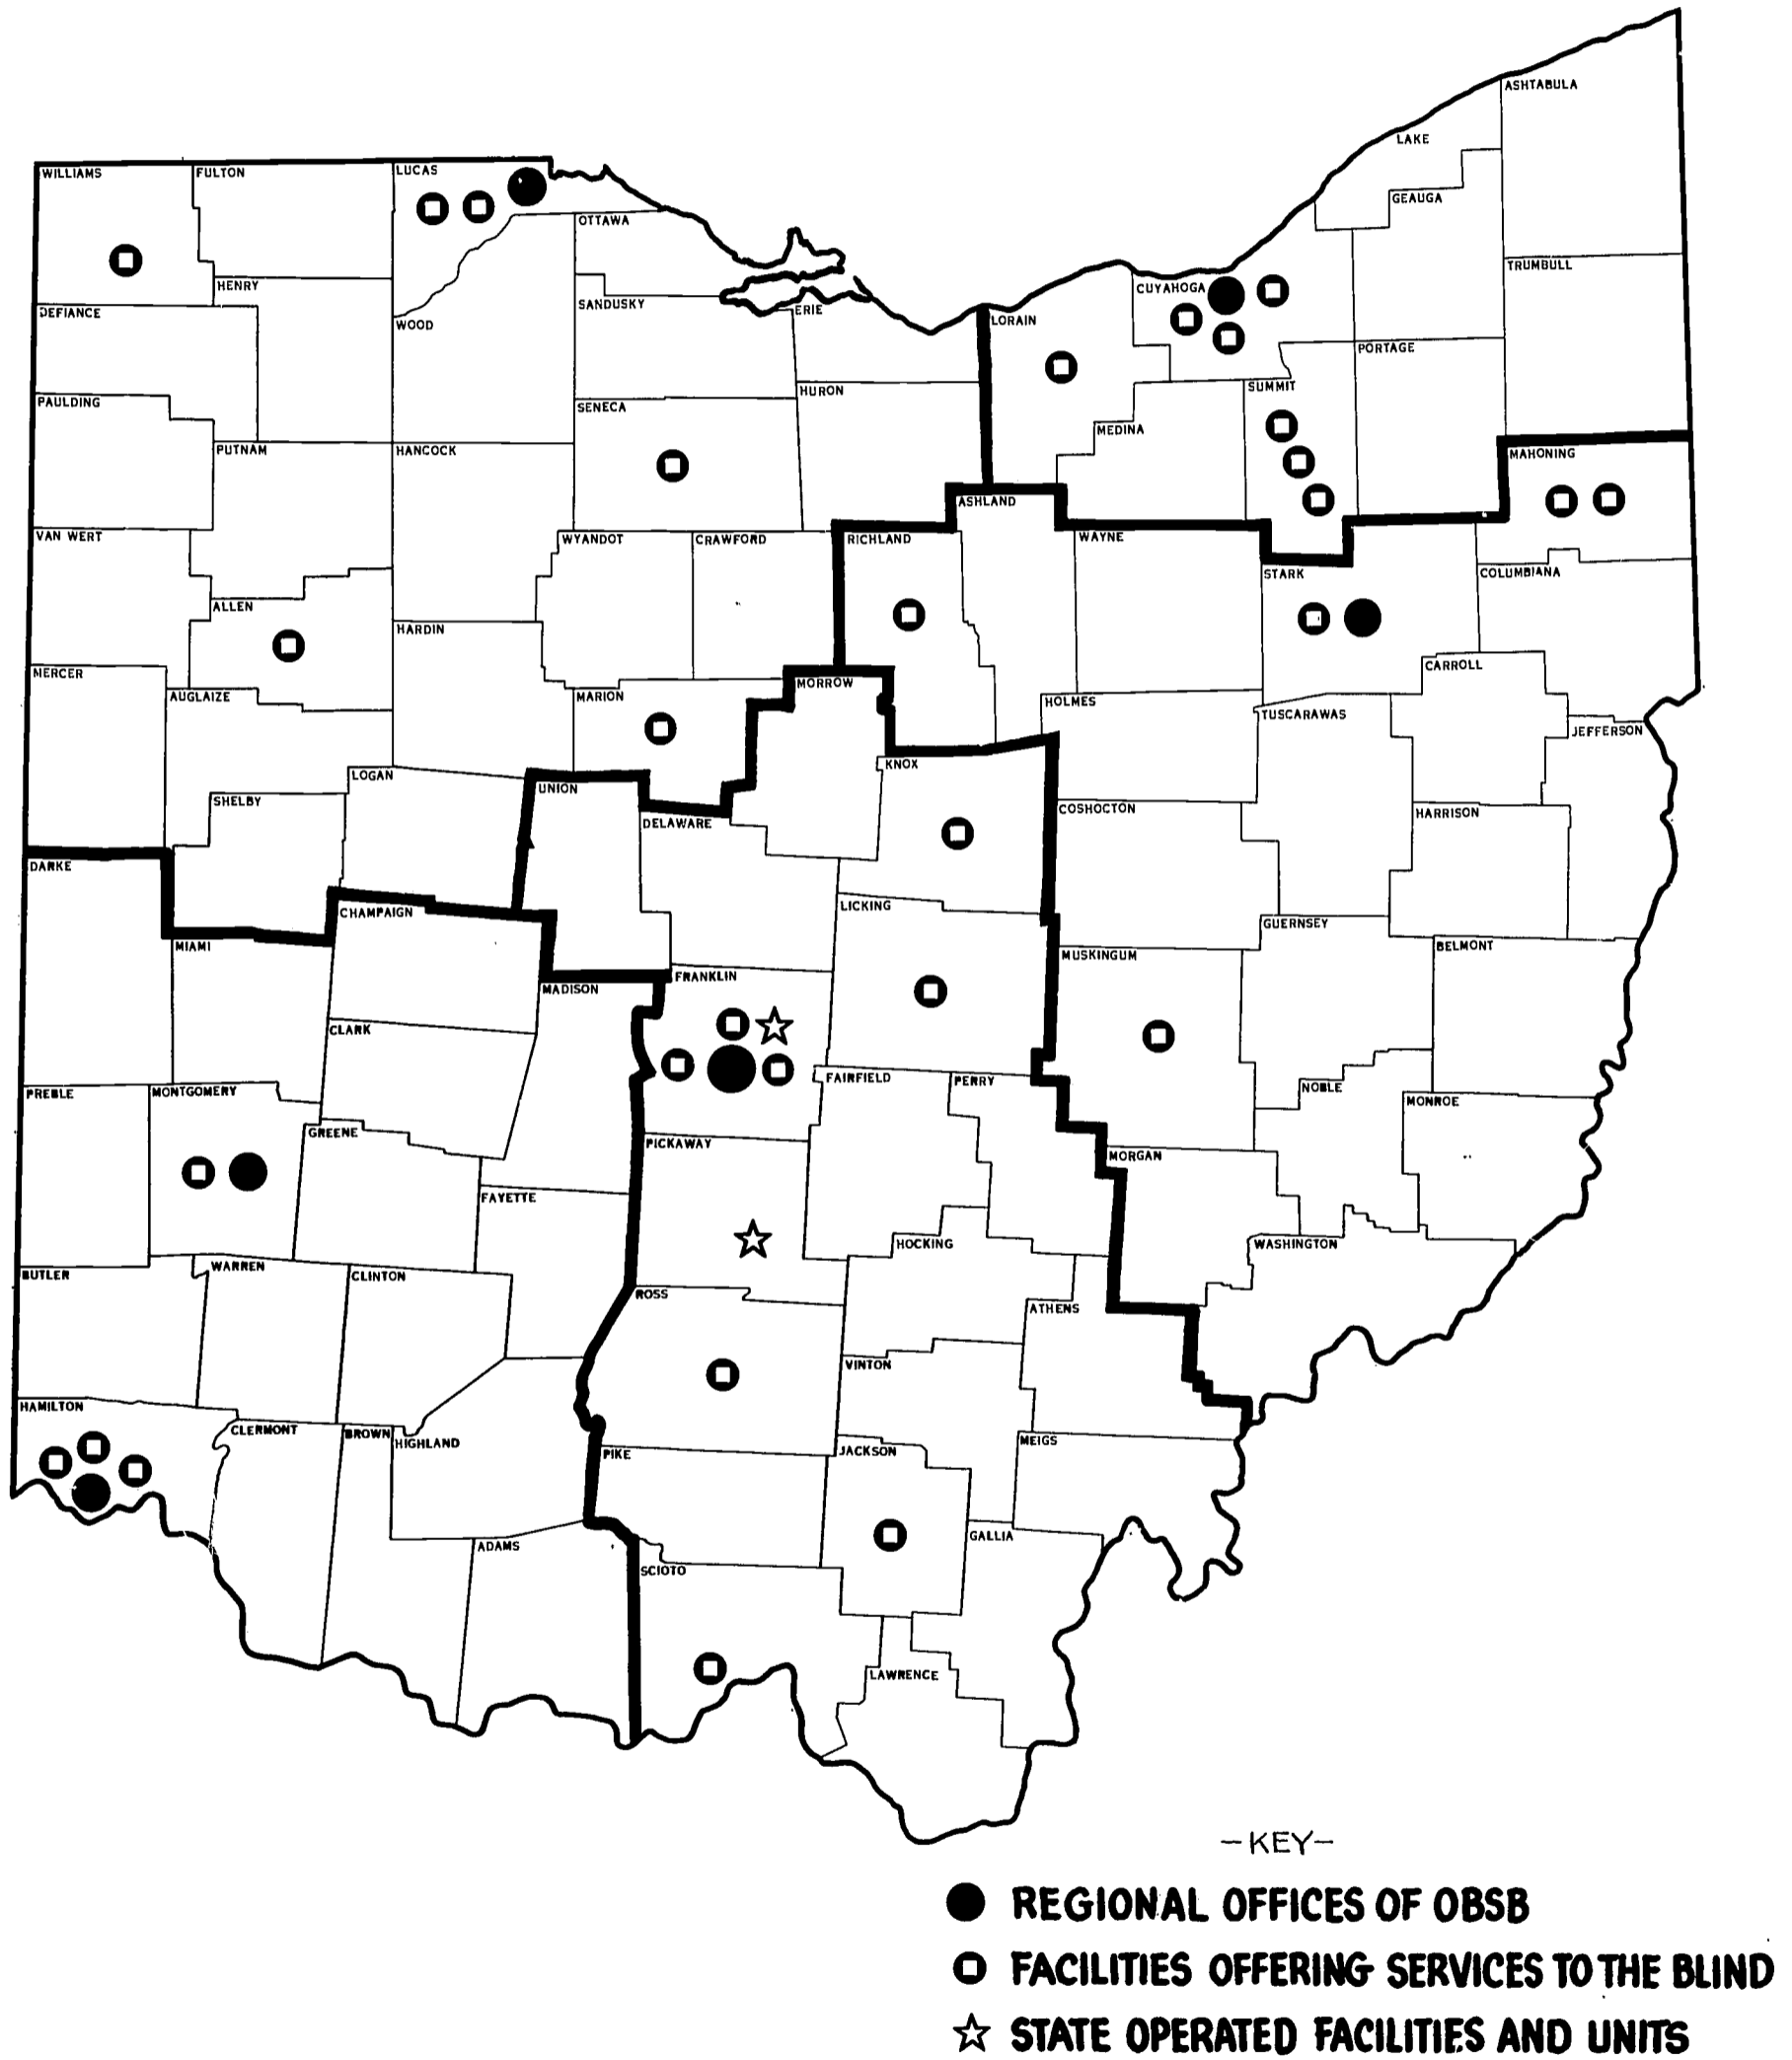 ASHTABULA
LAKE
WILLIAMS
FULTON
LUCAS
GEAUGA
OTTAWA
TRUMBULL
HENRY
CUYAHOGA
SANDUSKY
DEFIANCE
ERIE
WOOD
LORAIN
PORTAGE
SUMMIT
HURON
PAULDING
SENECA
MEDINA
PUTNAM
HANCOCK
MAHONING
ASHLAND
VAN WERT
WYANDOT
CRAWFORD
RICHLAND
WAYNE
STARK
COLUMBIANA
ALLEN
HARDIN
CARROLL
MERCER
MORROW
AUGLAIZE
MARION
HOLMES
TUSCARAWAS
JEFFERSON
KNOX
LOGAN
UNION
SHELBY
COSHOCTON
HARRISON
DELAWARE
DARKE
LICKING
CHAMPAIGN
GUERNSEY
MIAMI
BELMONT
MUSKINGUM
FRANKLIN
MADISON
CLARK
FAIRFIELD
PERRY
NOBLE
PREBLE
MONTGOMERY
MONROE
GREENE
PICKAWAY
MORGAN
FAYETTE
HOCKING
WASHINGTON
BUTLER
WARREN
CLINTON
ROSS
ATHENS
VINTON
HAMILTON
CLERMONT
BROWN
HIGHLAND
PIKE
JACKSON
MEIGS
ADAMS
GALLIA
SCIOTO
LAWRENCE
–KEY–
REGIONAL OFFICES OF OBSB
FACILITIES OFFERING SERVICES TO THE BLIND
STATE OPERATED FACILITIES AND UNITS